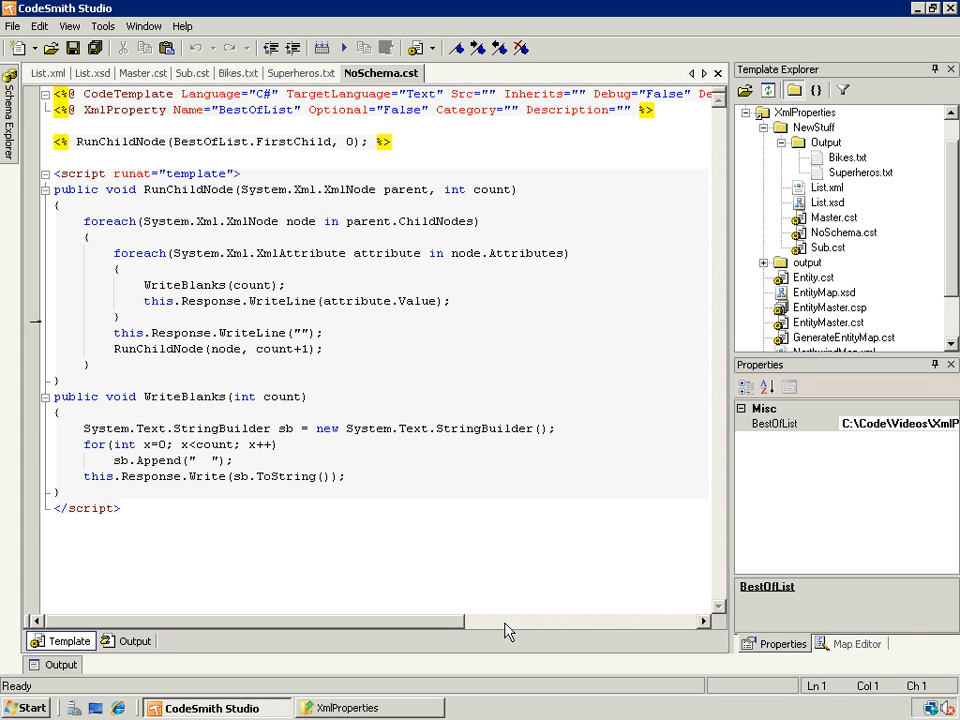 CodeSmith Studio
File Edit View Tools Window Help
List.xml List.xsd Master.cst Sub.cst Bikes.txt Superheros.txt NoSchema.cst
Schema Explorer
<%@ CodeTemplate Language="C#" TargetLanguage="Text" Src="" Inherits="" Debug="False" De
<%@ XmlProperty Name="BestOfList" Optional="False" Category="" Description="" %>
<% RunChildNode(BestOfList.FirstChild, 0); %>
<script runat="template">
public void RunChildNode(System.Xml.XmlNode parent, int count)
{
foreach(System.Xml.XmlNode node in parent.ChildNodes)
{
foreach(System.Xml.XmlAttribute attribute in node.Attributes)
{
WriteBlanks(count);
this.Response.WriteLine(attribute.Value);
}
this.Response.WriteLine("");
RunChildNode(node, count+1);
}
}
public void WriteBlanks(int count)
{
System.Text.StringBuilder sb = new System.Text.StringBuilder();
for(int x=0; x<count; x++)
sb.Append("  ");
this.Response.Write(sb.ToString());
}
</script>
Template Output
Output
Template Explorer
XmlProperties
NewStuff
Output
Bikes.txt
Superheros.txt
List.xml
List.xsd
Master.cst
NoSchema.cst
Sub.cst
output
Entity.cst
EntityMap.xsd
EntityMaster.csp
EntityMaster.cst
GenerateEntityMap.cst
NorthwindMap.xml
Properties
Misc
BestOfList C:\Code\Videos\XmlP
BestOfList
Properties Map Editor
Ready Ln 1 Col 1 Ch 1
Start CodeSmith Studio XmlProperties